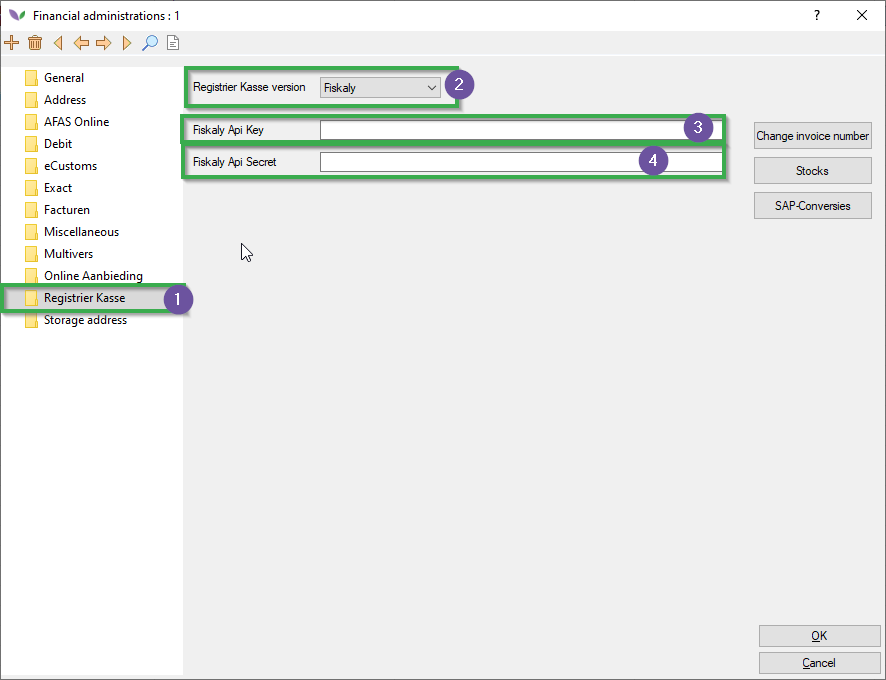 Financial administrations : 1
?
General
Address
AFAS Online
Debit
eCustoms
Exact
Facturen
Miscellaneous
Multivers
Online Aanbieding
Registrier Kasse 1
Storage address
Registrier Kasse version Fiskaly 2
Fiskaly Api Key 3
Fiskaly Api Secret 4
Change invoice number
Stocks
SAP-Conversies
OK
Cancel